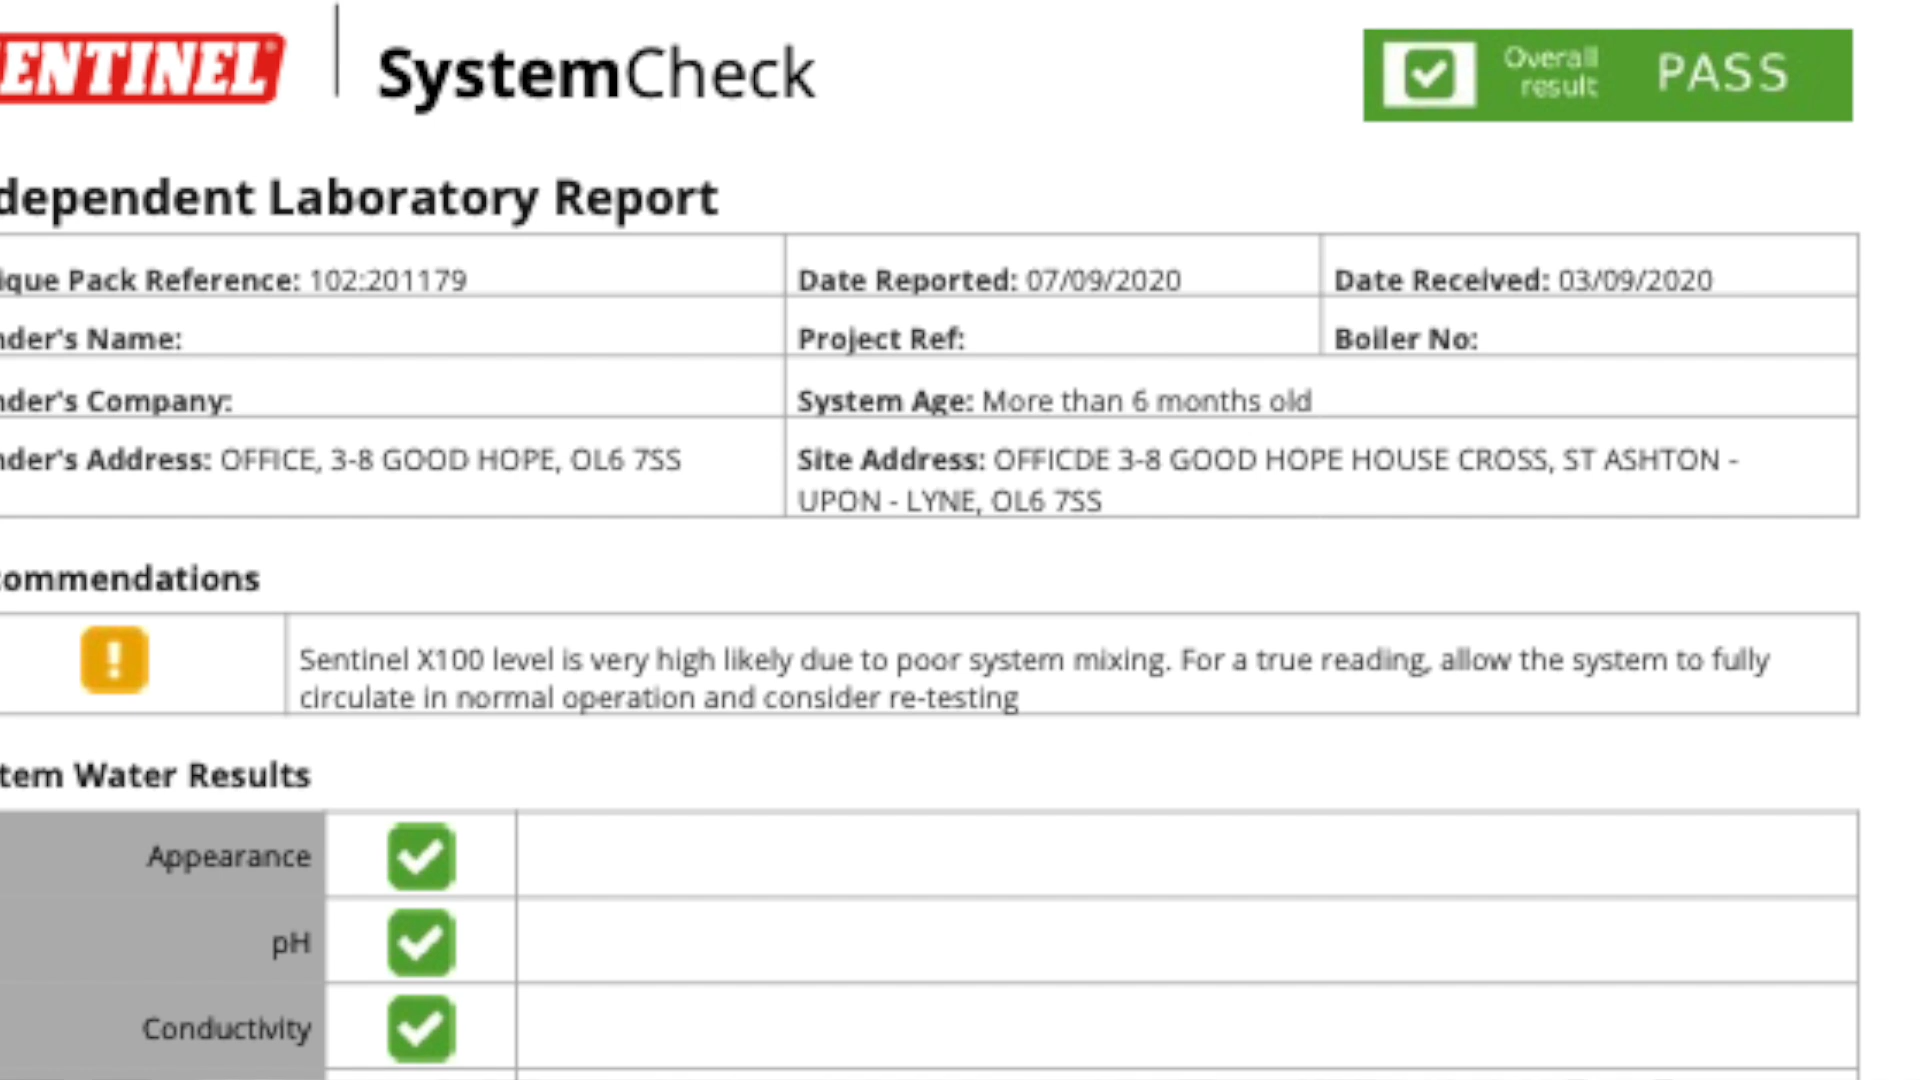 ENTINEL®
SystemCheck
Overall result PASS
dependent Laboratory Report
ique Pack Reference: 102:201179 Date Reported: 07/09/2020 Date Received: 03/09/2020
nder's Name: Project Ref: Boiler No:
nder's Company: System Age: More than 6 months old
nder's Address: OFFICE, 3-8 GOOD HOPE, OL6 7SS Site Address: OFFICDE 3-8 GOOD HOPE HOUSE CROSS, ST ASHTON -
UPON - LYNE, OL6 7SS
commendations
Sentinel X100 level is very high likely due to poor system mixing. For a true reading, allow the system to fully
circulate in normal operation and consider re-testing
tem Water Results
Appearance
pH
Conductivity